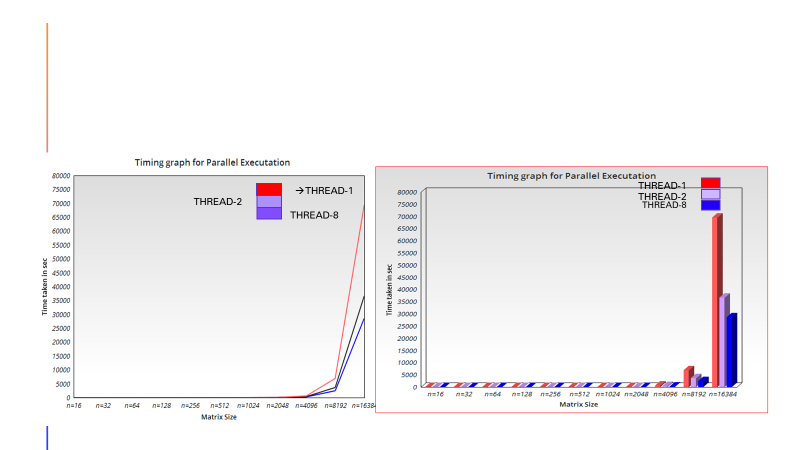 Timing graph for Parallel Executation
80000
75000
70000
65000
60000
55000
50000
45000
40000
35000
30000
25000
20000
15000
10000
5000
0
Time taken in sec
→THREAD-1
THREAD-2
THREAD-8
n=16 n=32 n=64 n=128 n=256 n=512 n=1024 n=2048 n=4096 n=8192 n=16384
Matrix Size
Timing graph for Parallel Executation
THREAD-1
THREAD-2
THREAD-8
80000
75000
70000
65000
60000
55000
50000
45000
40000
35000
30000
25000
20000
15000
10000
5000
0
Time taken in sec
n=16 n=32 n=64 n=128 n=256 n=512 n=1024 n=2048 n=4096 n=8192 n=16384
Matrix Size